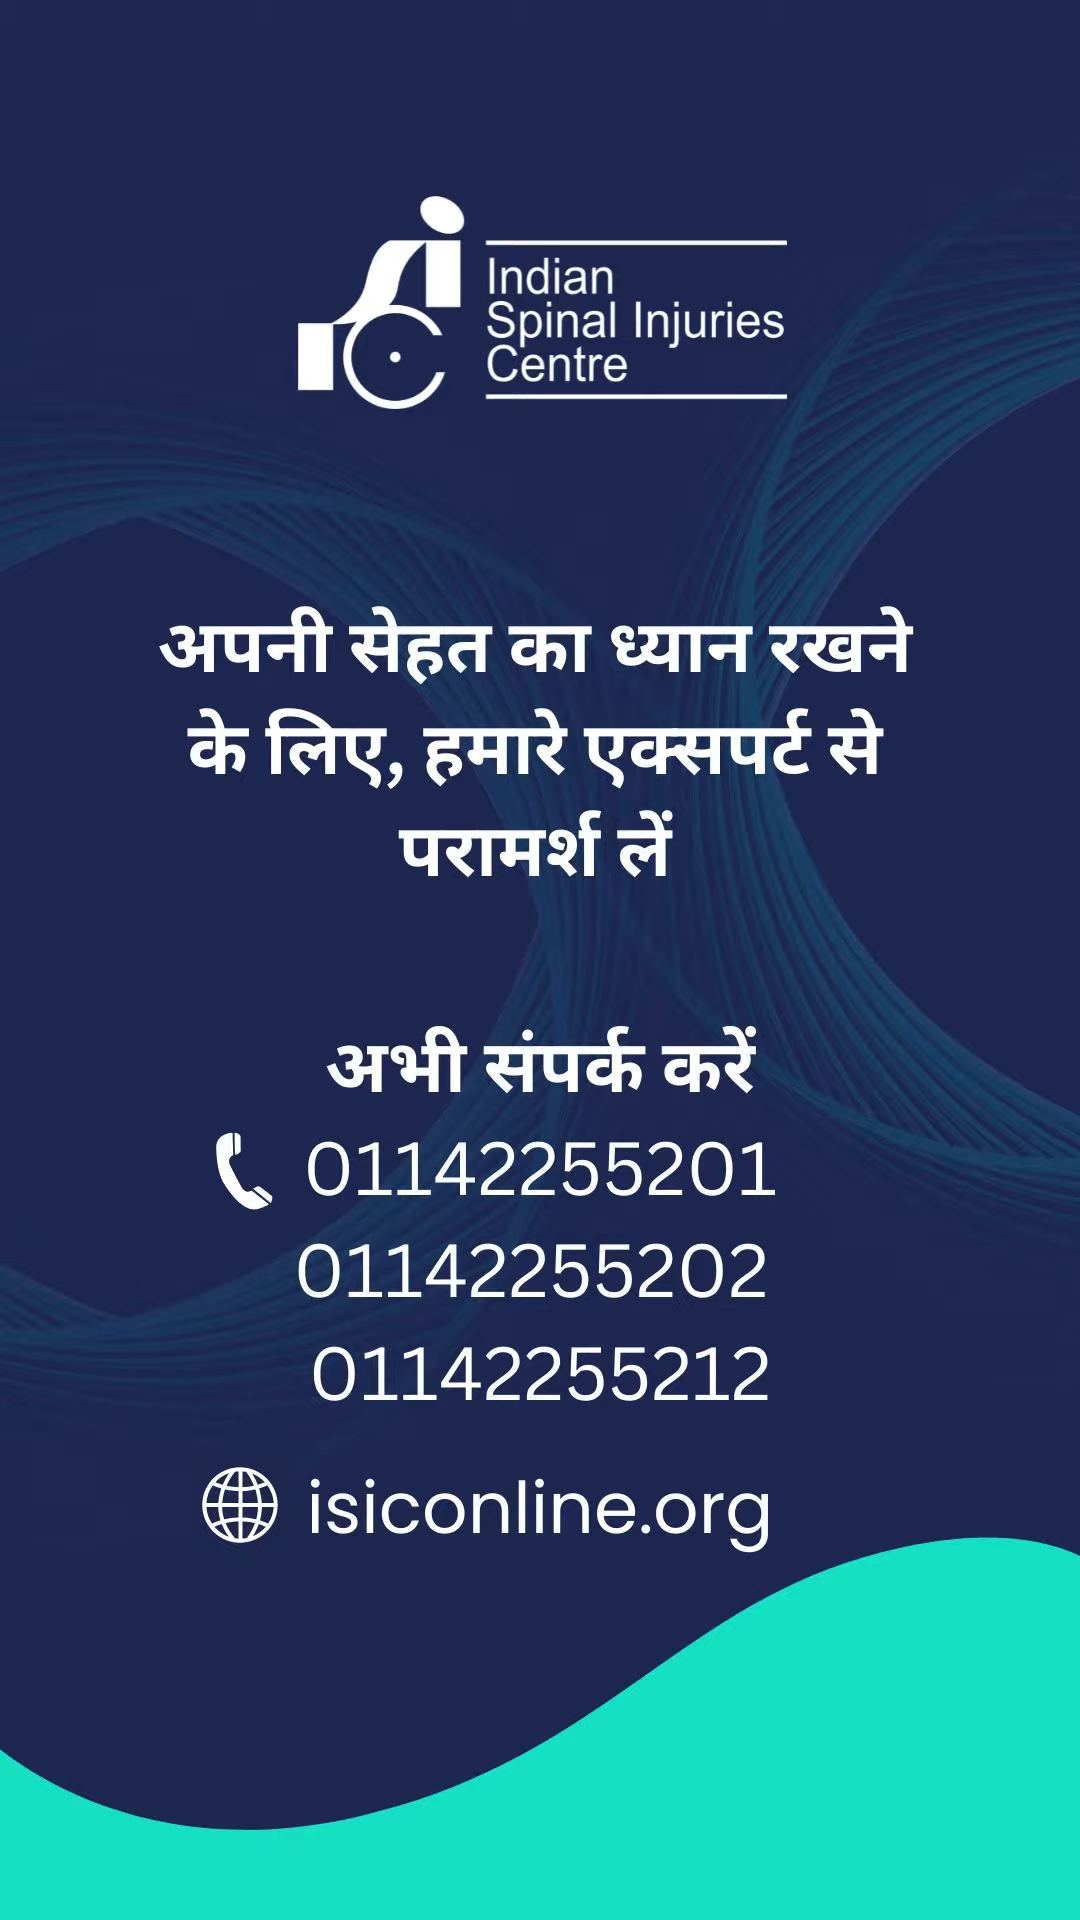 Indian
Spinal Injuries
Centre
अपनी सेहत का ध्यान रखने
के लिए, हमारे एक्सपर्ट से
परामर्श लें
अभी संपर्क करें
01142255201
01142255202
01142255212
isiconline.org